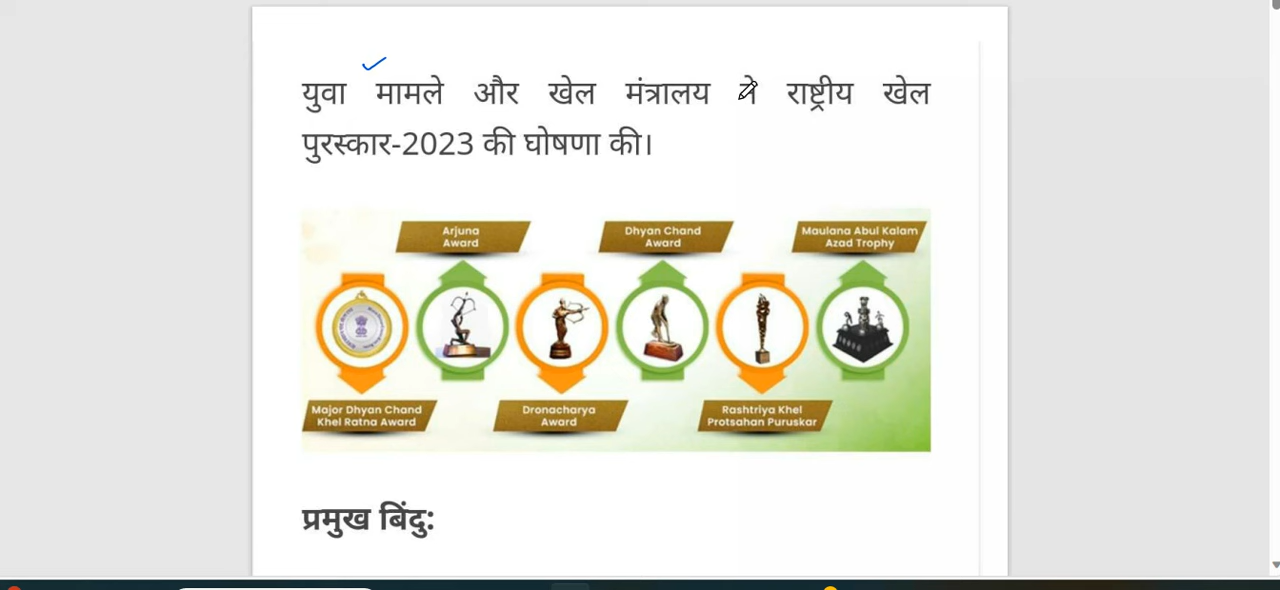 युवा मामले और खेल मंत्रालय ने राष्ट्रीय खेल
पुरस्कार-2023 की घोषणा की।
Arjuna
Award
Dhyan Chand
Award
Maulana Abul Kalam
Azad Trophy
Major Dhyan Chand
Khel Ratna Award
Dronacharya
Award
Rashtriya Khel
Protsahan Puruskar
प्रमुख बिंदु: